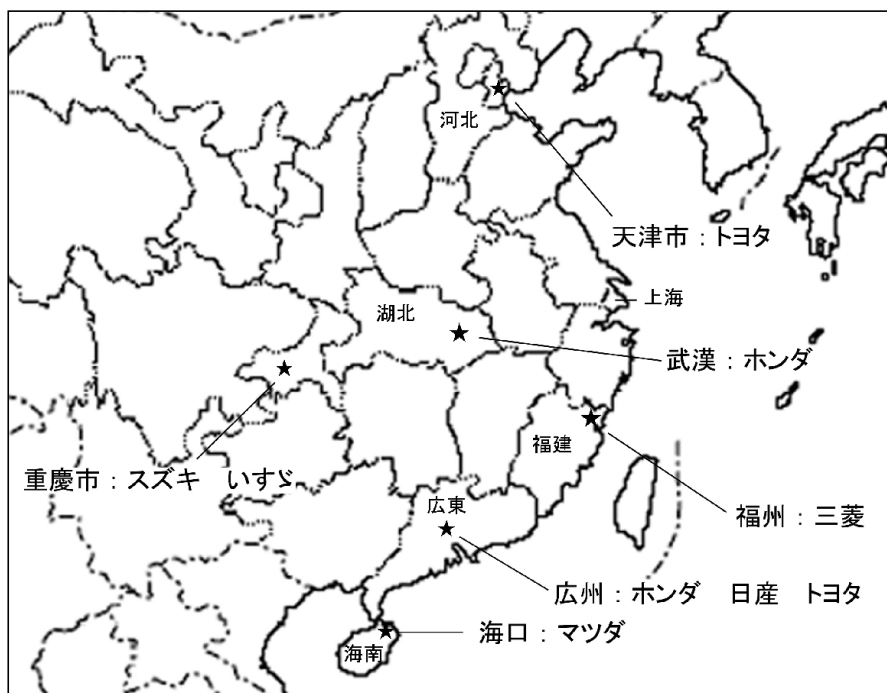 河北
天津市：トヨタ
上海
湖北
武漢：ホンダ
重慶市：スズキ　いすゞ
福建
福州：三菱
広東
広州：ホンダ　日産　トヨタ
海口：マツダ
海南